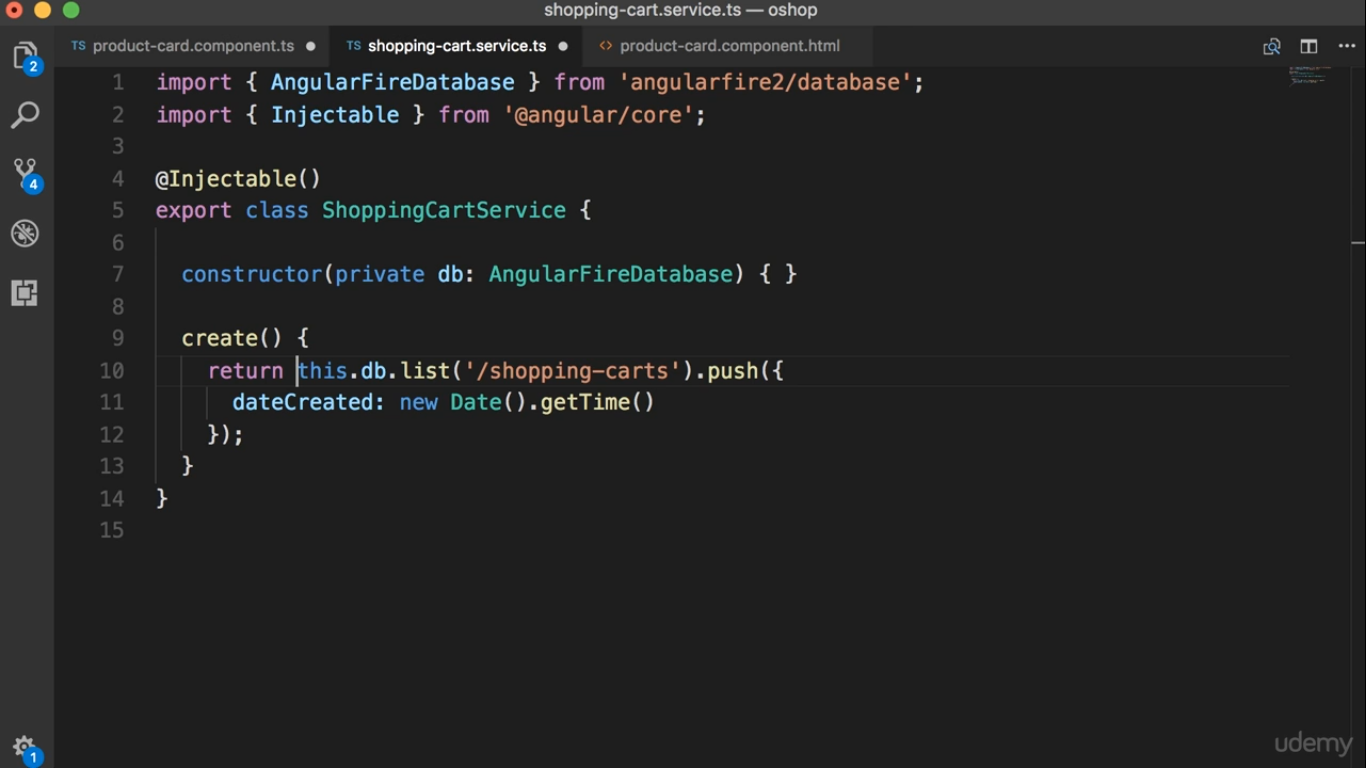 shopping-cart.service.ts — oshop
TS product-card.component.ts ● TS shopping-cart.service.ts ● <> product-card.component.html
1 import { AngularFireDatabase } from 'angularfire2/database';
2 import { Injectable } from '@angular/core';
3
4 @Injectable()
5 export class ShoppingCartService {
6
7   constructor(private db: AngularFireDatabase) { }
8
9   create() {
10     return this.db.list('/shopping-carts').push({
11       dateCreated: new Date().getTime()
12     });
13   }
14 }
15
2
4
1
udemy